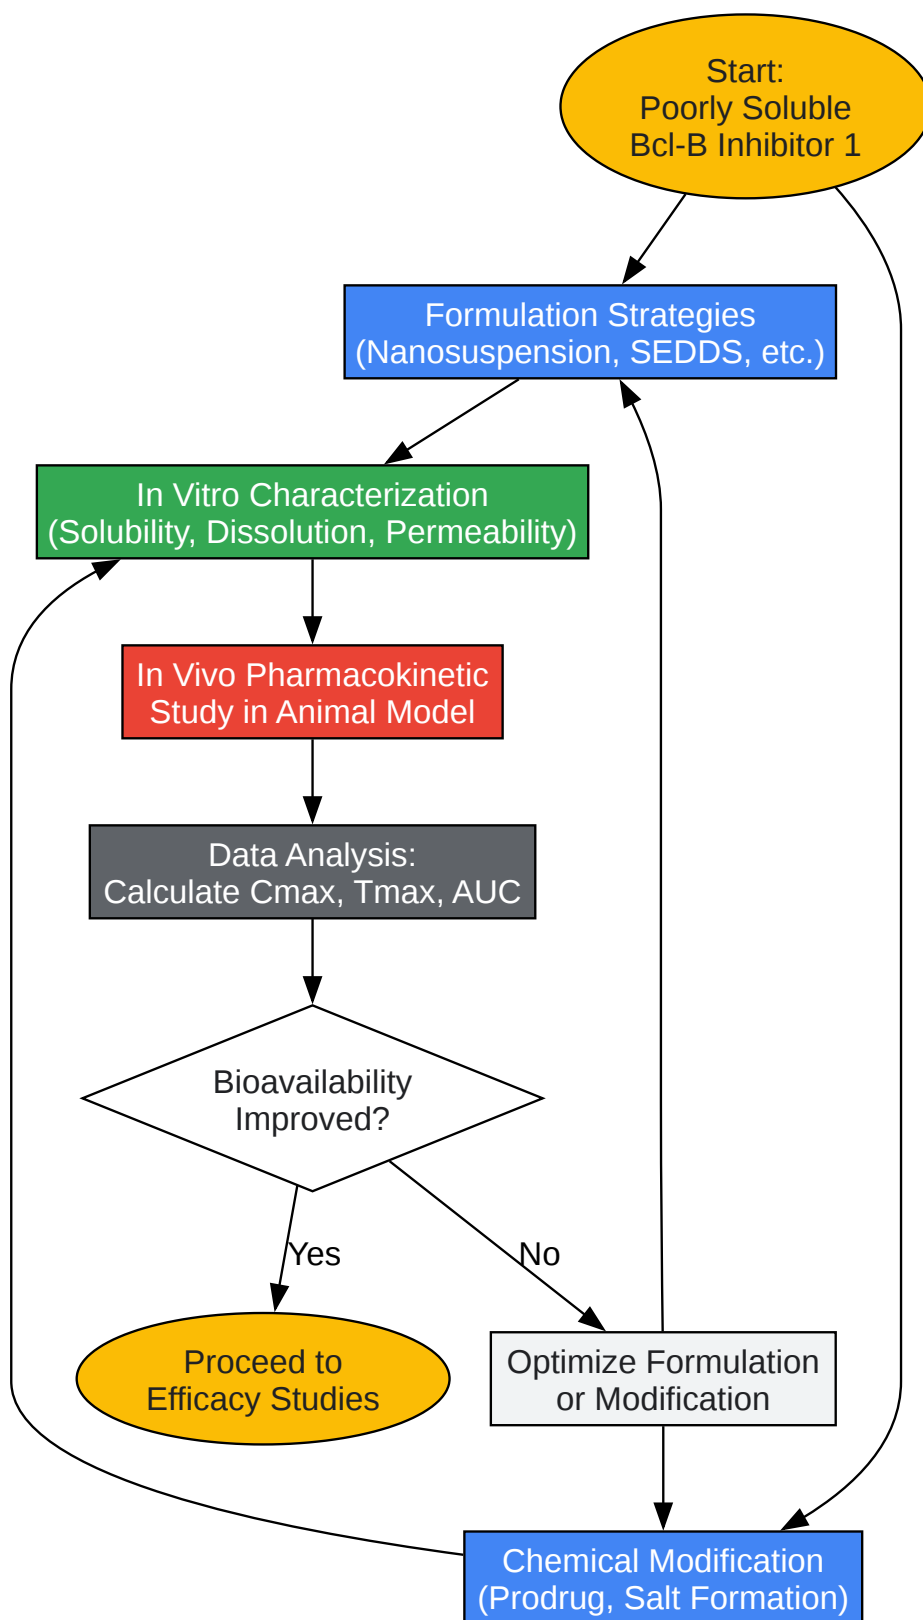 Start:
Poorly Soluble
Bcl-B Inhibitor 1
Formulation Strategies
(Nanosuspension, SEDDS, etc.)
In Vitro Characterization
(Solubility, Dissolution, Permeability)
In Vivo Pharmacokinetic
Study in Animal Model
Data Analysis:
Calculate Cmax, Tmax, AUC
Bioavailability
Improved?
Yes
No
Proceed to
Efficacy Studies
Optimize Formulation
or Modification
Chemical Modification
(Prodrug, Salt Formation)